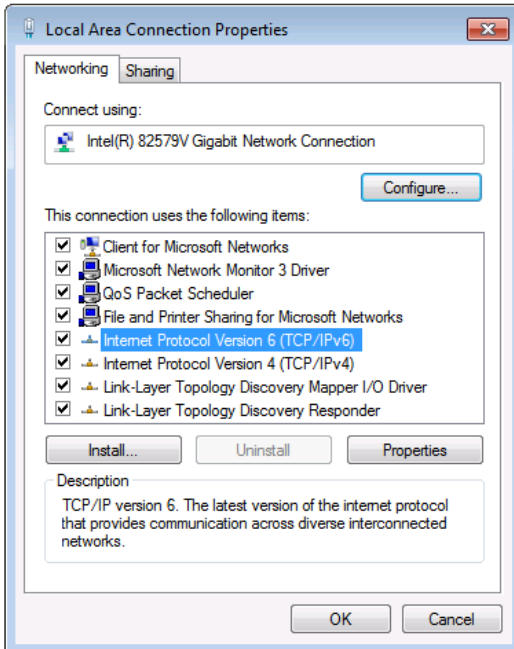 Local Area Connection Properties
Networking
Sharing
Connect using:
Intel(R) 82579V Gigabit Network Connection
Configure...
This connection uses the following items:
Client for Microsoft Networks
Microsoft Network Monitor 3 Driver
QoS Packet Scheduler
File and Printer Sharing for Microsoft Networks
Internet Protocol Version 6 (TCP/IPv6)
Internet Protocol Version 4 (TCP/IPv4)
Link-Layer Topology Discovery Mapper I/O Driver
Link-Layer Topology Discovery Responder
Install...
Uninstall
Properties
Description
TCP/IP version 6. The latest version of the internet protocol
that provides communication across diverse interconnected
networks.
OK
Cancel